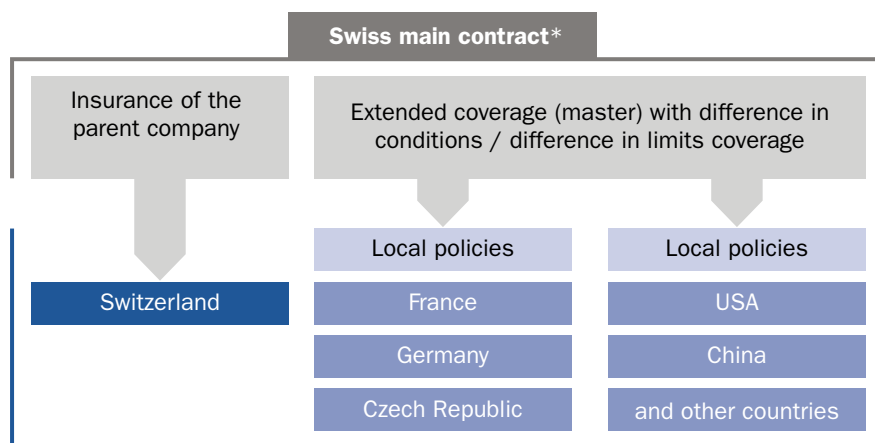 Swiss main contract*
Insurance of the
parent company
Extended coverage (master) with difference in
conditions / difference in limits coverage
Local policies
Local policies
Switzerland
France
USA
Germany
China
Czech Republic
and other countries